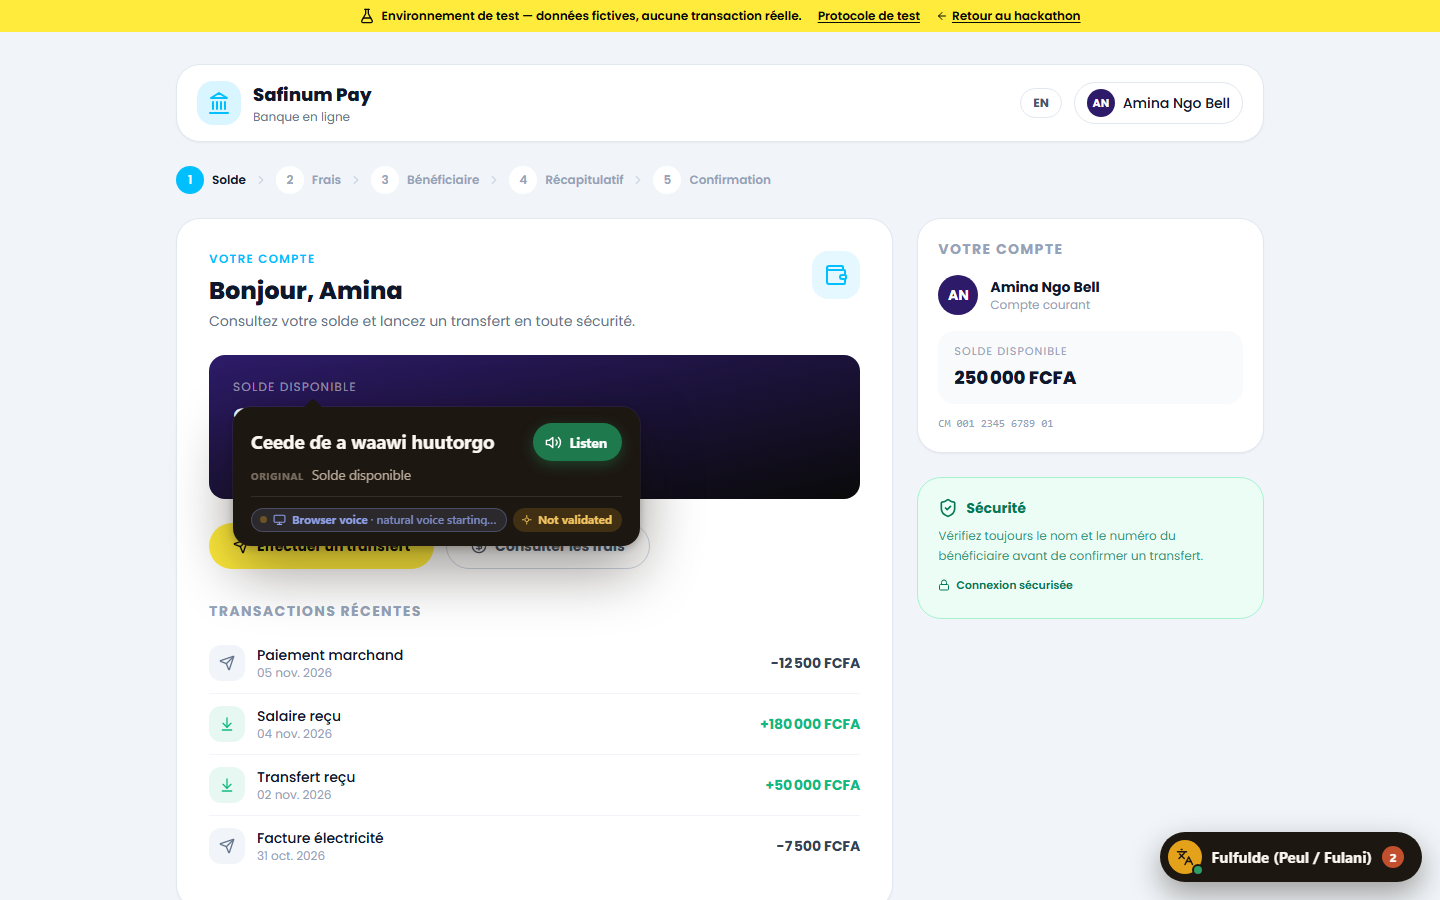 Environnement de test — données fictives, aucune transaction réelle. Protocole de test ← Retour au hackathon
Safinum Pay
Banque en ligne
EN
AN Amina Ngo Bell
1 Solde
2 Frais
3 Bénéficiaire
4 Récapitulatif
5 Confirmation
VOTRE COMPTE
Bonjour, Amina
Consultez votre solde et lancez un transfert en toute sécurité.
SOLDE DISPONIBLE
Ceede ɗe a waawi huutorgo
Listen
ORIGINAL Solde disponible
Browser voice · natural voice starting...
Not validated
Effectuer un transfert
Consulter les frais
TRANSACTIONS RÉCENTES
Paiement marchand
05 nov. 2026
-12 500 FCFA
Salaire reçu
04 nov. 2026
+180 000 FCFA
Transfert reçu
02 nov. 2026
+50 000 FCFA
Facture électricité
31 oct. 2026
-7 500 FCFA
VOTRE COMPTE
AN
Amina Ngo Bell
Compte courant
SOLDE DISPONIBLE
250 000 FCFA
CM 001 2345 6789 01
Sécurité
Vérifiez toujours le nom et le numéro du
bénéficiaire avant de confirmer un transfert.
Connexion sécurisée
Fulfulde (Peul / Fulani) 2